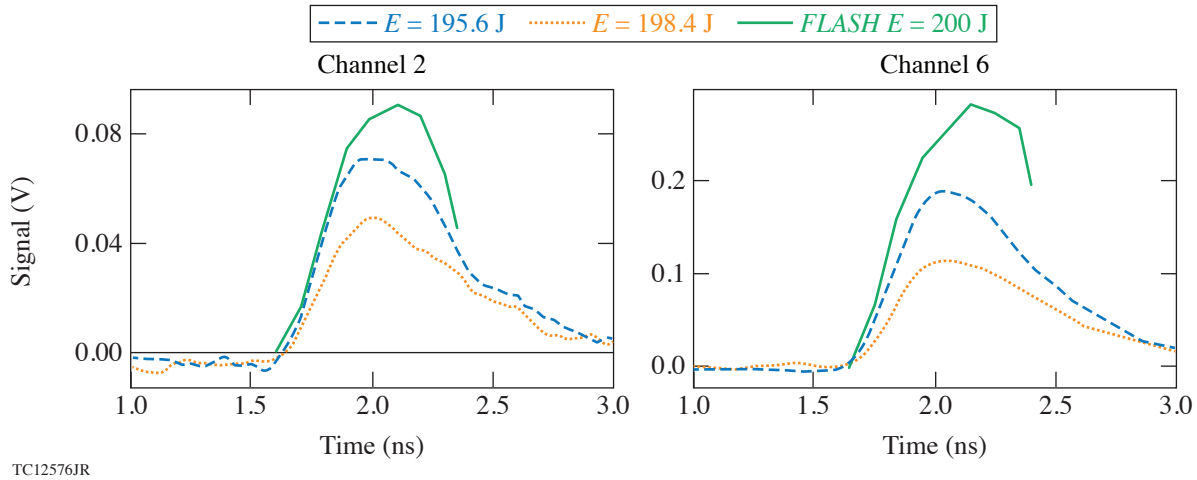 E = 195.6 J E = 198.4 J FLASH E = 200 J
Channel 2 Channel 6
Signal (V)
0.08
0.04
0.00
1.0 1.5 2.0 2.5 3.0
Time (ns)
0.2
0.1
0.0
1.0 1.5 2.0 2.5 3.0
Time (ns)
TC12576JR